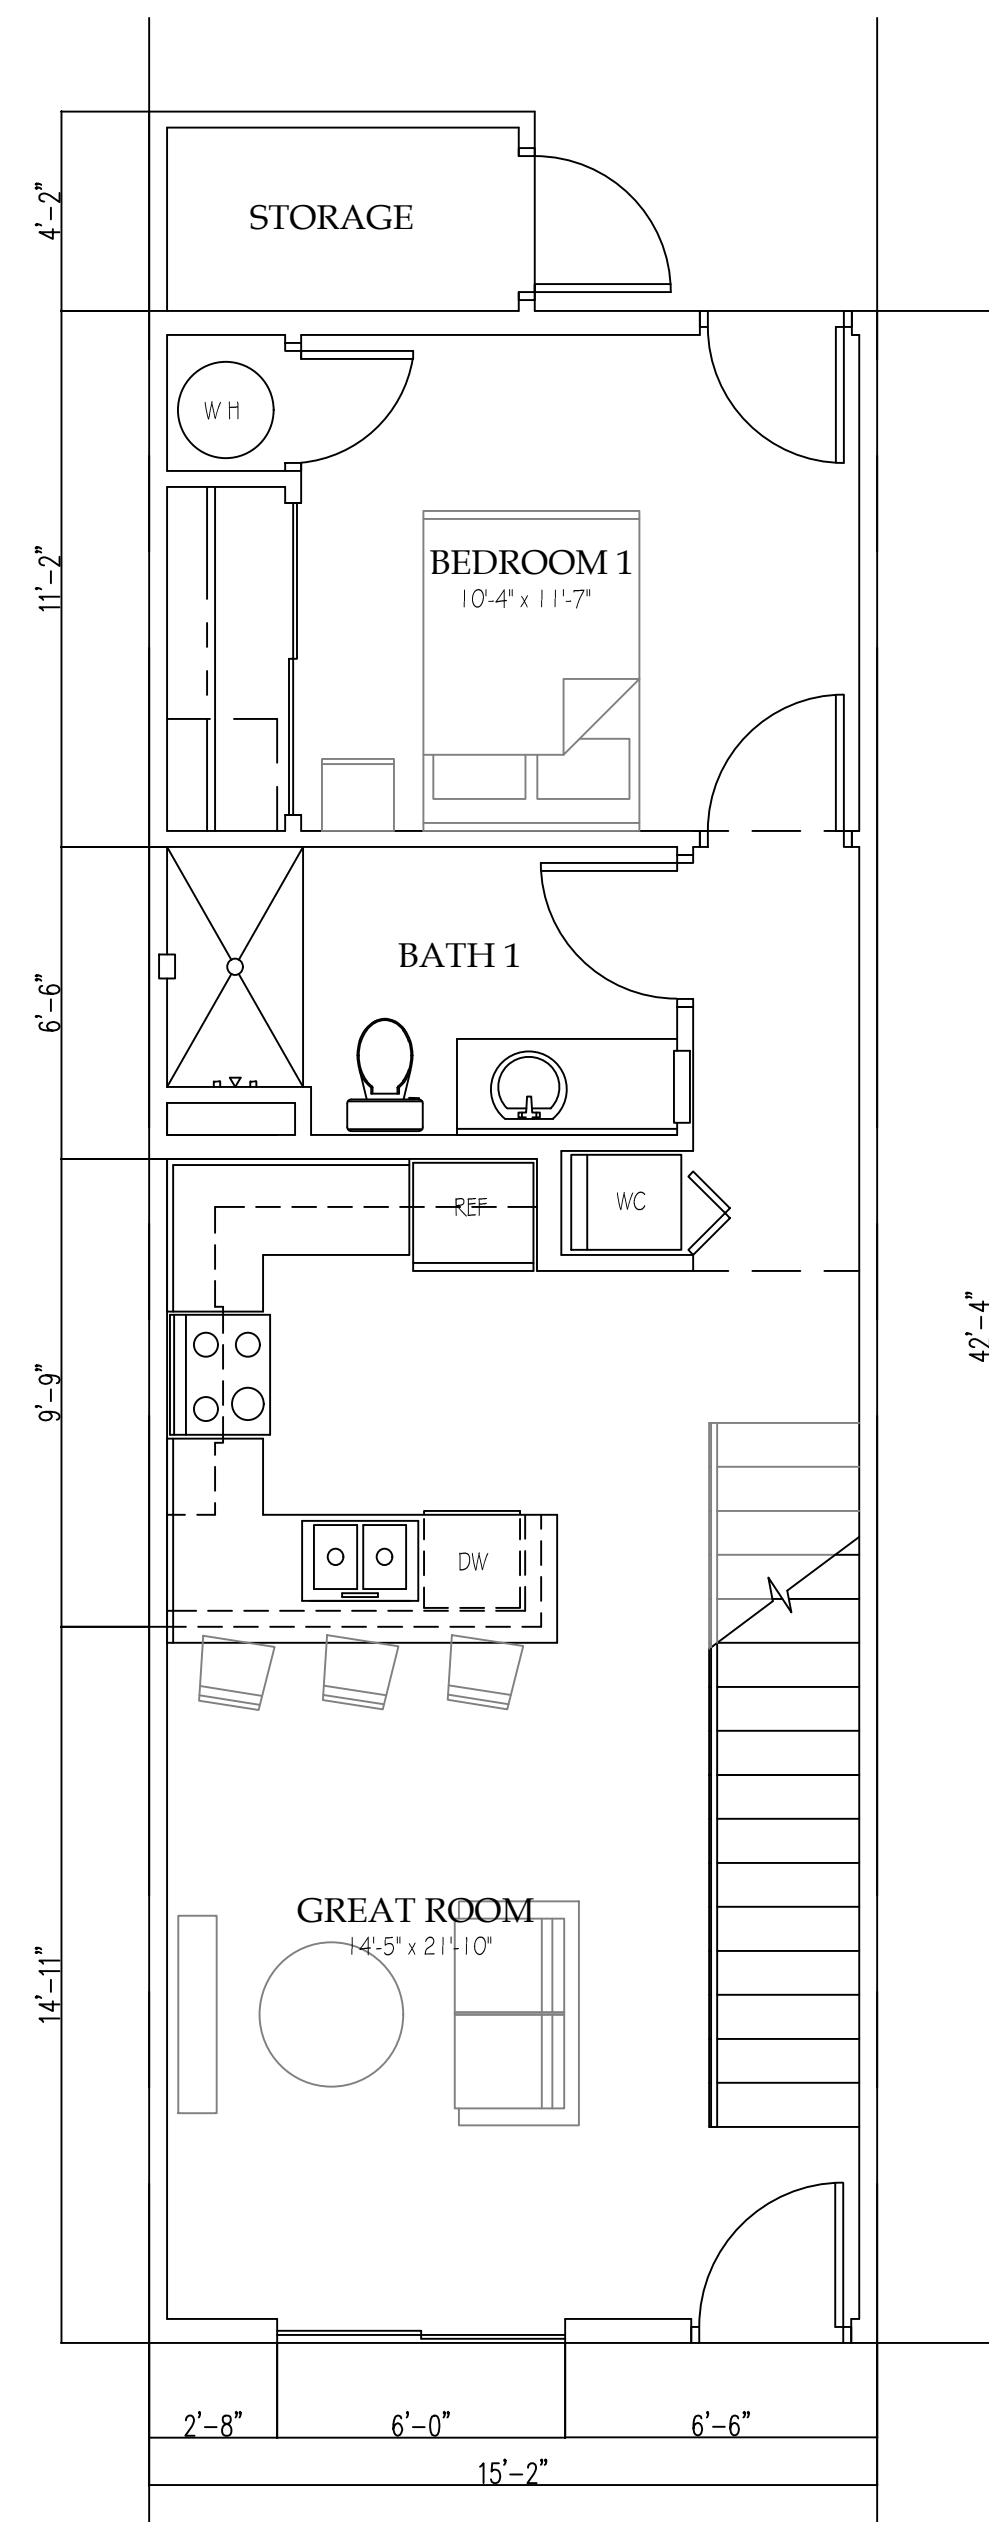 4'-2"
STORAGE
W H
11'-2"
BEDROOM 1
10'-4" x 11'-7"
BATH 1
6'-6"
REF
WC
42'-4"
9'-9"
DW
GREAT ROOM
14'-5" x 21'-10"
14'-11"
2'-8"
6'-0"
6'-6"
15'-2"